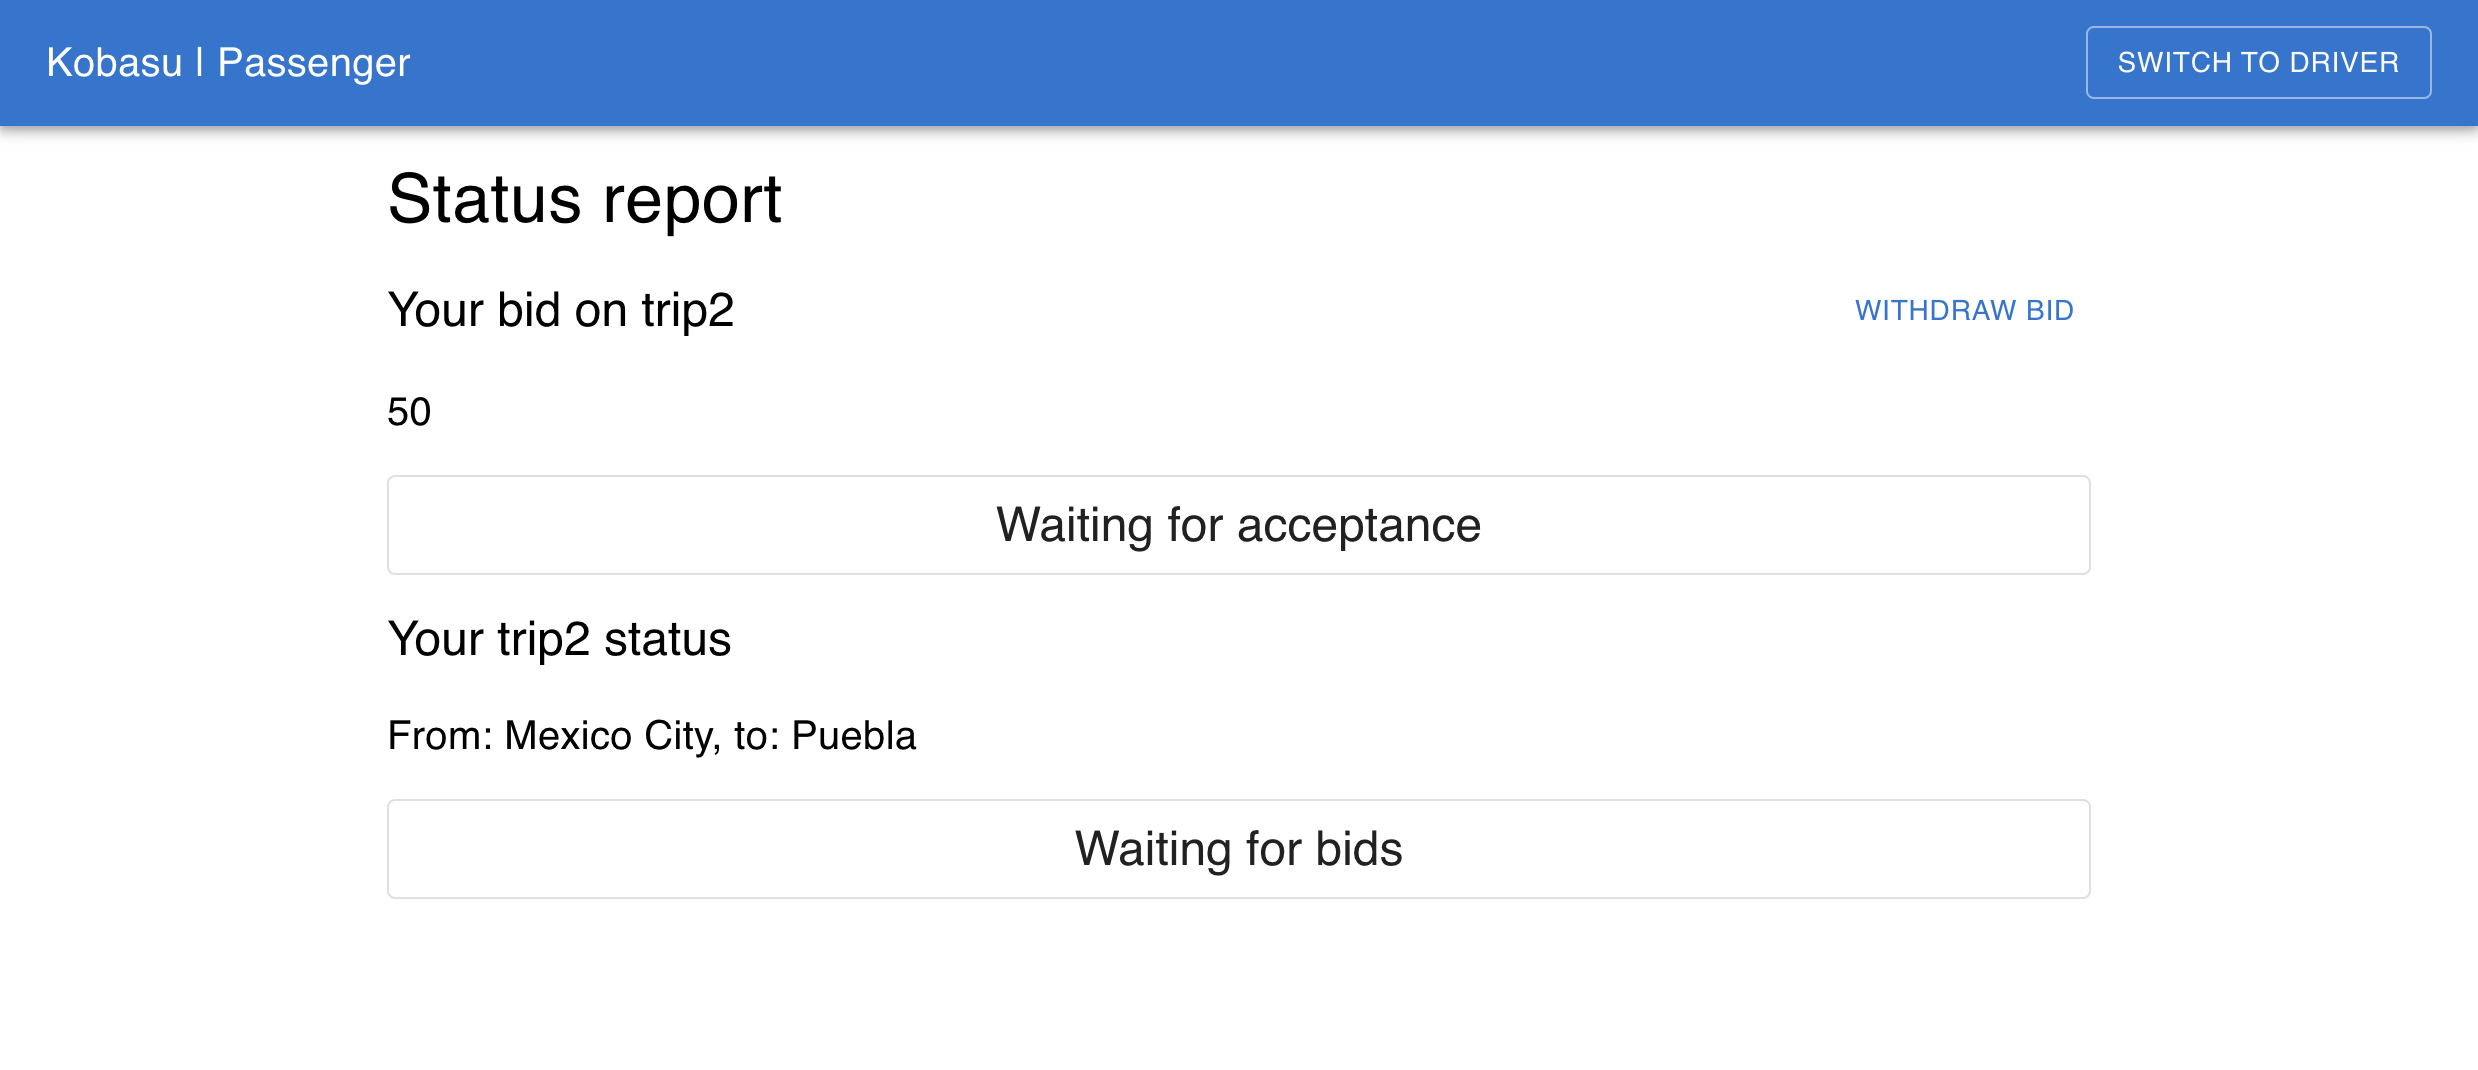 Kobasu | Passenger
SWITCH TO DRIVER
Status report
Your bid on trip2
WITHDRAW BID
50
Waiting for acceptance
Your trip2 status
From: Mexico City, to: Puebla
Waiting for bids